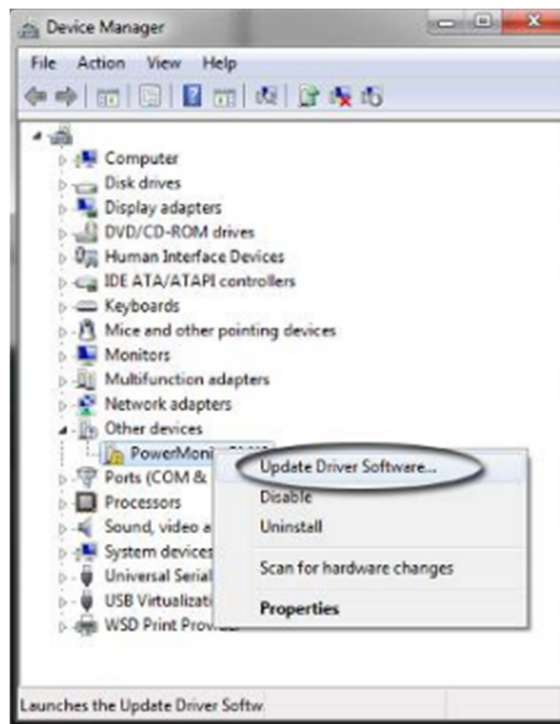 Device Manager
File Action View Help
Computer
Disk drives
Display adapters
DVD/CD-ROM drives
Human Interface Devices
IDE ATA/ATAPI controllers
Keyboards
Mice and other pointing devices
Monitors
Multifunction adapters
Network adapters
Other devices
Ports (COM &
Processors
Sound, video a
System devices
Universal Serial
USB Virtualizati
WSD Print Prov
Update Driver Software...
Disable
Uninstall
Scan for hardware changes
Properties
Launches the Update Driver Softw